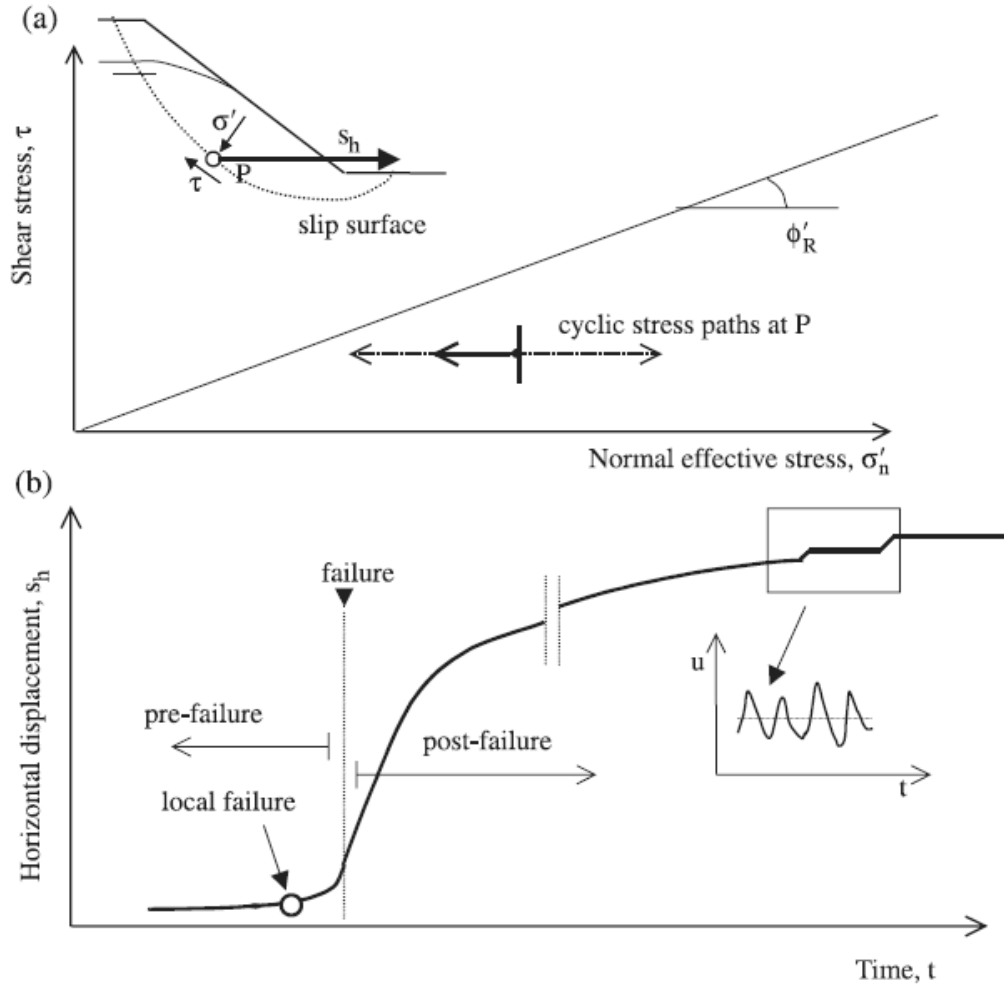 (a)
Shear stress, τ
σ'
s_h
P
τ
slip surface
ϕ'_R
cyclic stress paths at P
Normal effective stress, σ'_n
(b)
Horizontal displacement, s_h
failure
pre-failure
post-failure
local failure
u
t
Time, t